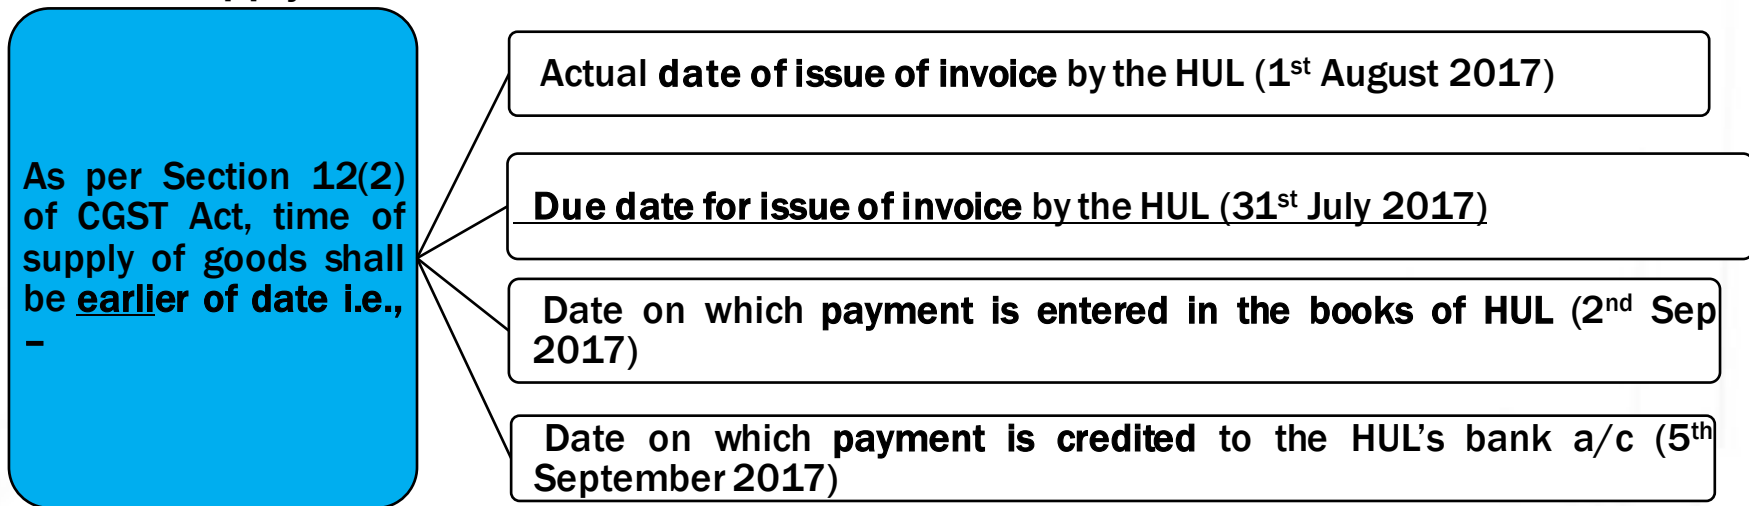 As per Section 12(2)
of CGST Act, time of
supply of goods shall
be earlier of date i.e.,
–
Actual date of issue of invoice by the HUL (1st August 2017)
Due date for issue of invoice by the HUL (31st July 2017)
Date on which payment is entered in the books of HUL (2nd Sep
2017)
Date on which payment is credited to the HUL’s bank a/c (5th
September 2017)